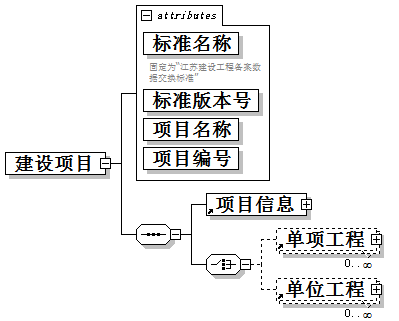 attributes
标准名称
固定为“江苏建设工程备案数
据交换标准”
标准版本号
项目名称
项目编号
建设项目
项目信息
单项工程
0..∞
单位工程
0..∞